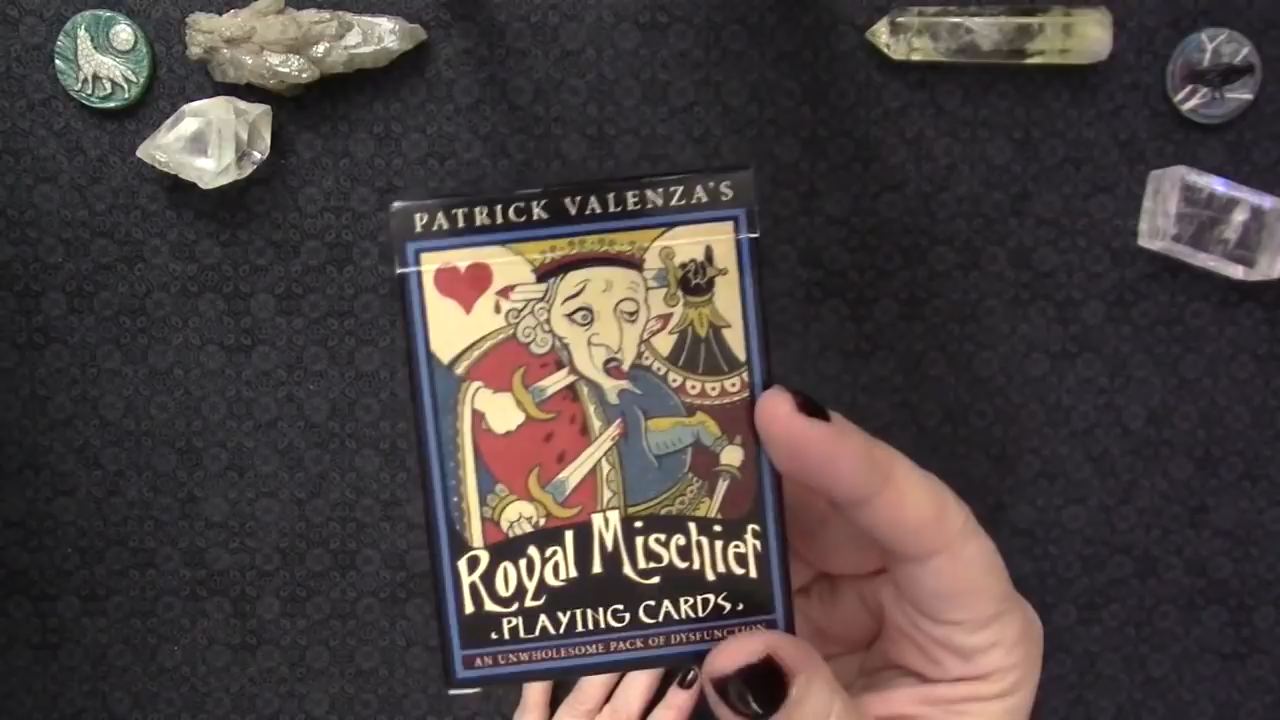 PATRICK VALENZA'S
Royal Mischief
PLAYING CARDS
AN UNWHOLESOME PACK OF DYSFUNCTION